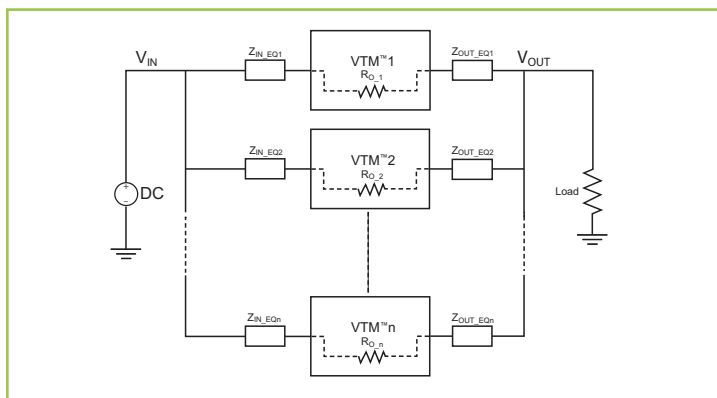 V_IN
Z_IN_EQ1
VTM™1
R_O_1
Z_OUT_EQ1
V_OUT
Z_IN_EQ2
VTM™2
R_O_2
Z_OUT_EQ2
+
−
DC
Load
Z_IN_EQn
VTM™n
R_O_n
Z_OUT_EQn